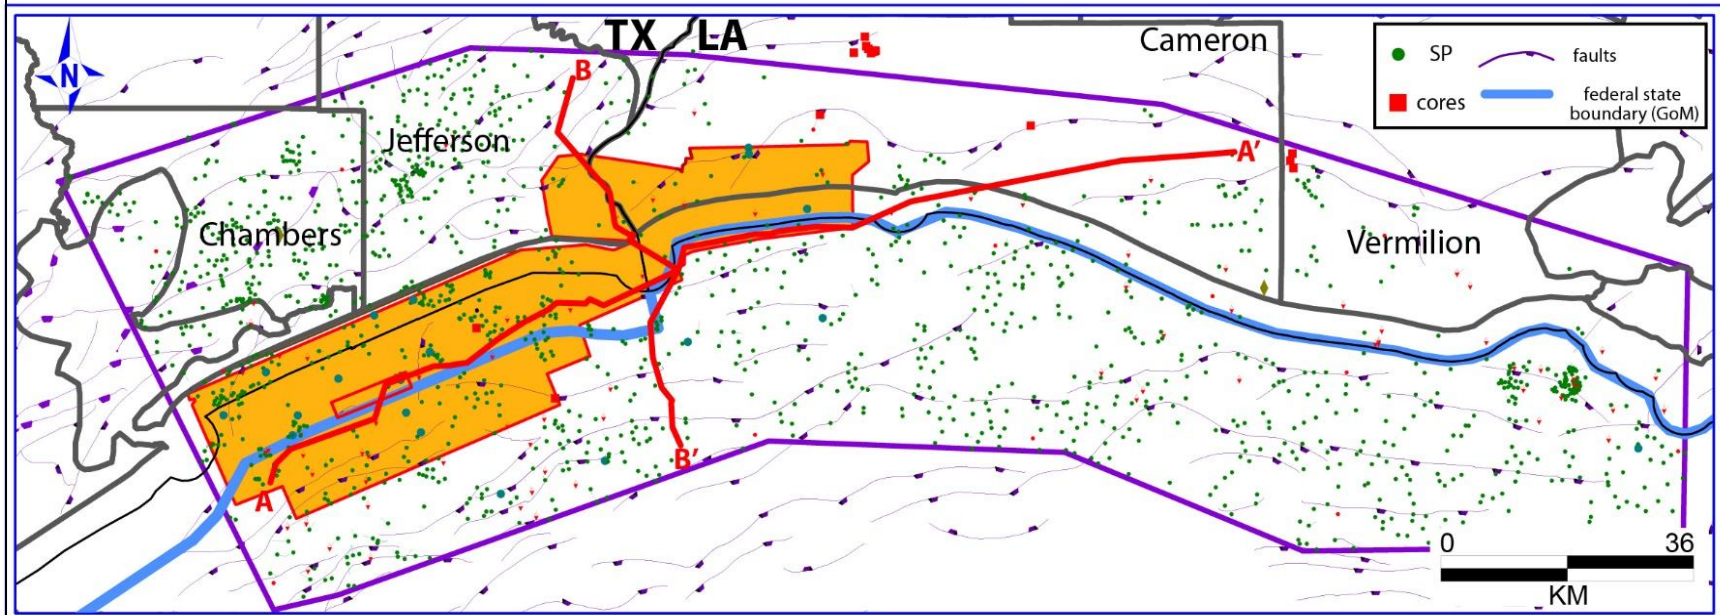 TX LA
Cameron
N
B
SP
faults
cores
federal state
boundary (GoM)
Jefferson
A'
Chambers
Vermilion
B'
A
0 36
KM